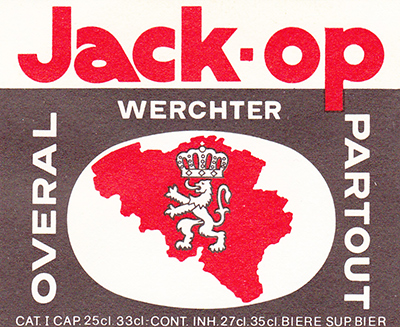 Jack-op
WERCHTER
OVERAL
PARTOUT
CAT. I CAP. 25cl. 33cl.-CONT. INH. 27cl. 35cl. BIERE SUP. BIER